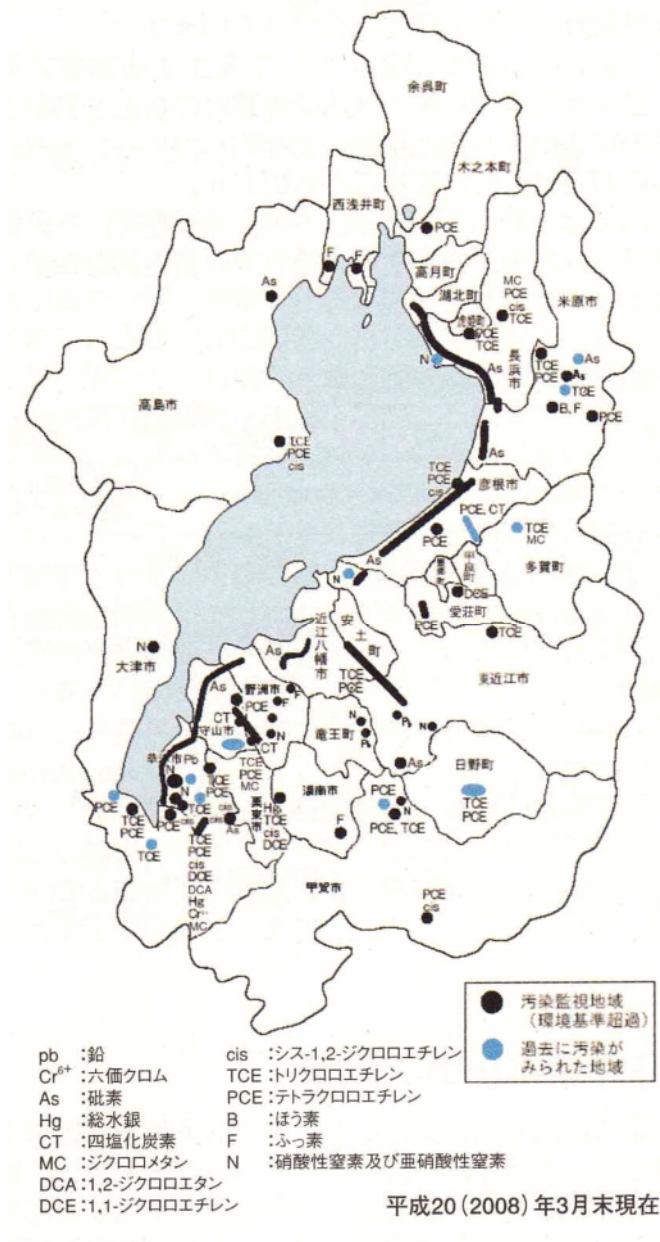 余呉町
木之本町
西浅井町
PCE
F
F
高月町
As
湖北町
MC
PCE
cis
TCE
米原市
PCE
TCE
長浜市
N
As
TCE
PCE
As
As
TCE
B, F
PCE
高島市
TCE
PCE
cis
As
TCE
PCE
cis
彦根市
PCE, CT
PCE
TCE
MC
多賀町
甲良町
As
N
DCE
愛荘町
PCE
TCE
近江八幡市
安土町
N
大津市
As
東近江市
As
野洲市
F
F
TCE
PCE
CT
PCE
守山市
N
CT
竜王町
N
Pb
Pb
N
As
日野町
TCE
PCE
草津市
Pb
N
TCE
PCE
TCE
PCE
MC
栗東市
湖南市
PCE
N
PCE, TCE
PCE
TCE
PCE
N
TCE
PCE
cis
cis
As
Hg
TCE
cis
DCE
F
TCE
TCE
PCE
cis
DCE
DCA
Hg
Cr⁶⁺
MC
甲賀市
PCE
cis
汚染監視地域
(環境基準超過)
過去に汚染が
みられた地域
pb :鉛
Cr⁶⁺ :六価クロム
As :砒素
Hg :総水銀
CT :四塩化炭素
MC :ジクロロメタン
DCA :1,2-ジクロロエタン
DCE :1,1-ジクロロエチレン
cis :シス-1,2-ジクロロエチレン
TCE :トリクロロエチレン
PCE :テトラクロロエチレン
B :ほう素
F :ふっ素
N :硝酸性窒素及び亜硝酸性窒素
平成20(2008)年3月末現在